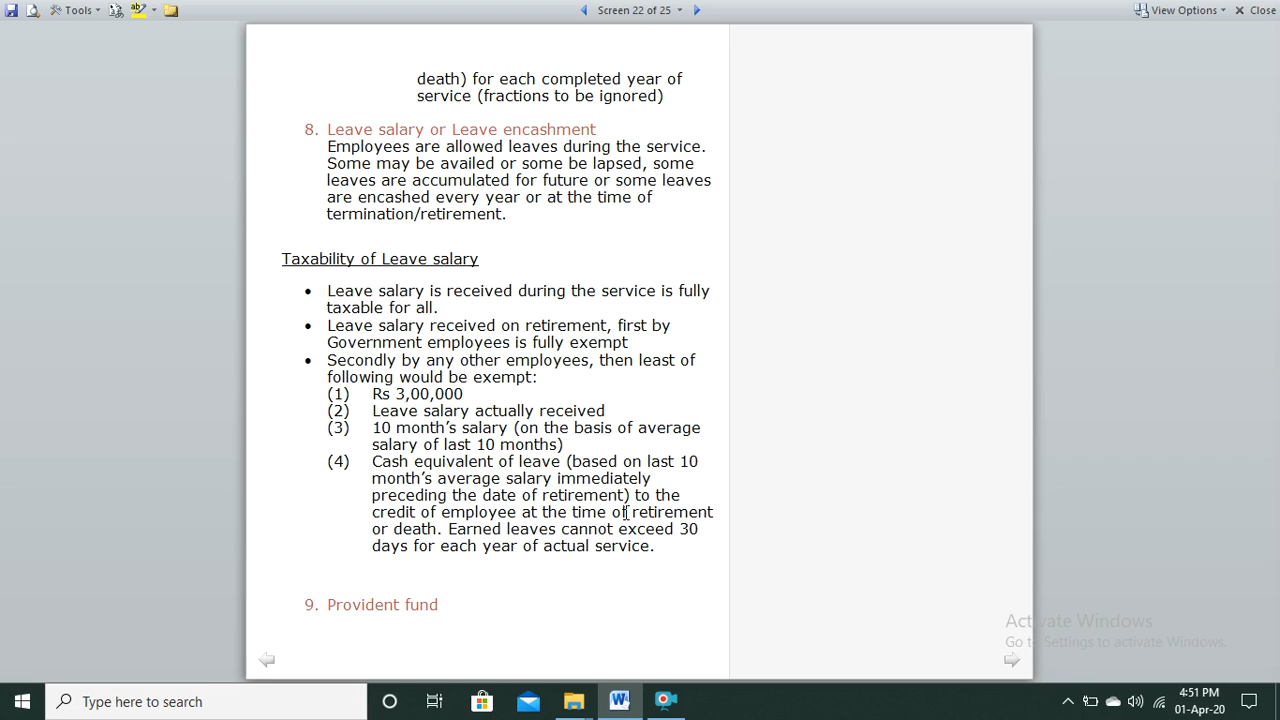 Tools
Screen 22 of 25
View Options
Close
death) for each completed year of
service (fractions to be ignored)
8. Leave salary or Leave encashment
Employees are allowed leaves during the service.
Some may be availed or some be lapsed, some
leaves are accumulated for future or some leaves
are encashed every year or at the time of
termination/retirement.
Taxability of Leave salary
• Leave salary is received during the service is fully
taxable for all.
• Leave salary received on retirement, first by
Government employees is fully exempt
• Secondly by any other employees, then least of
following would be exempt:
(1) Rs 3,00,000
(2) Leave salary actually received
(3) 10 month’s salary (on the basis of average
salary of last 10 months)
(4) Cash equivalent of leave (based on last 10
month’s average salary immediately
preceding the date of retirement) to the
credit of employee at the time of retirement
or death. Earned leaves cannot exceed 30
days for each year of actual service.
9. Provident fund
Activate Windows
Go to Settings to activate Windows.
Type here to search
4:51 PM
01-Apr-20